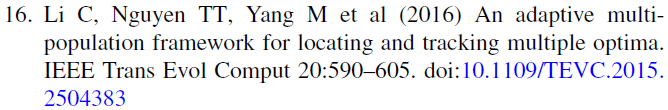 16. Li C, Nguyen TT, Yang M et al (2016) An adaptive multi-
population framework for locating and tracking multiple optima.
IEEE Trans Evol Comput 20:590–605. doi:10.1109/TEVC.2015.
2504383